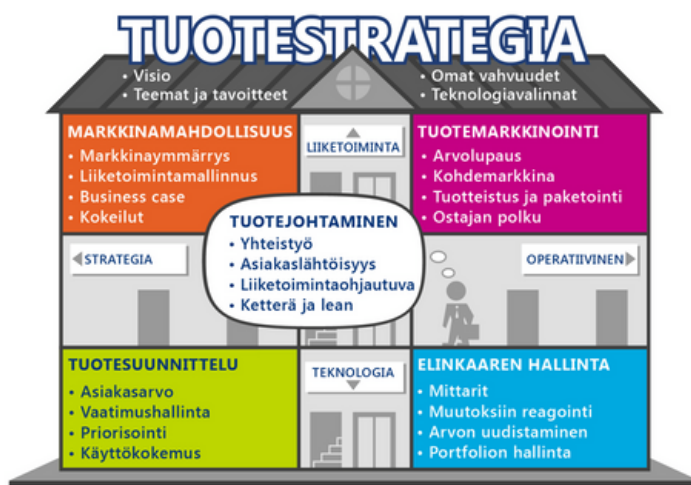 TUOTESTRATEGIA
• Visio
• Teemat ja tavoitteet
• Omat vahvuudet
• Teknologiavalinnat
MARKKINAMAHDOLLISUUS
• Markkinaymmärrys
• Liiketoimintamallinnus
• Business case
• Kokeilut
LIIKETOIMINTA
TUOTEMARKKINOINTI
• Arvolupaus
• Kohdemarkkina
• Tuotteistus ja paketointi
• Ostajan polku
STRATEGIA
TUOTEJOHTAMINEN
• Yhteistyö
• Asiakaslähtöisyys
• Liiketoimintaohjautuva
• Ketterä ja lean
OPERATIIVINEN
TUOTESUUNNITTELU
• Asiakasarvo
• Vaatimushallinta
• Priorisointi
• Käyttökokemus
TEKNOLOGIA
ELINKAAREN HALLINTA
• Mittarit
• Muutoksiin reagointi
• Arvon uudistaminen
• Portfolion hallinta